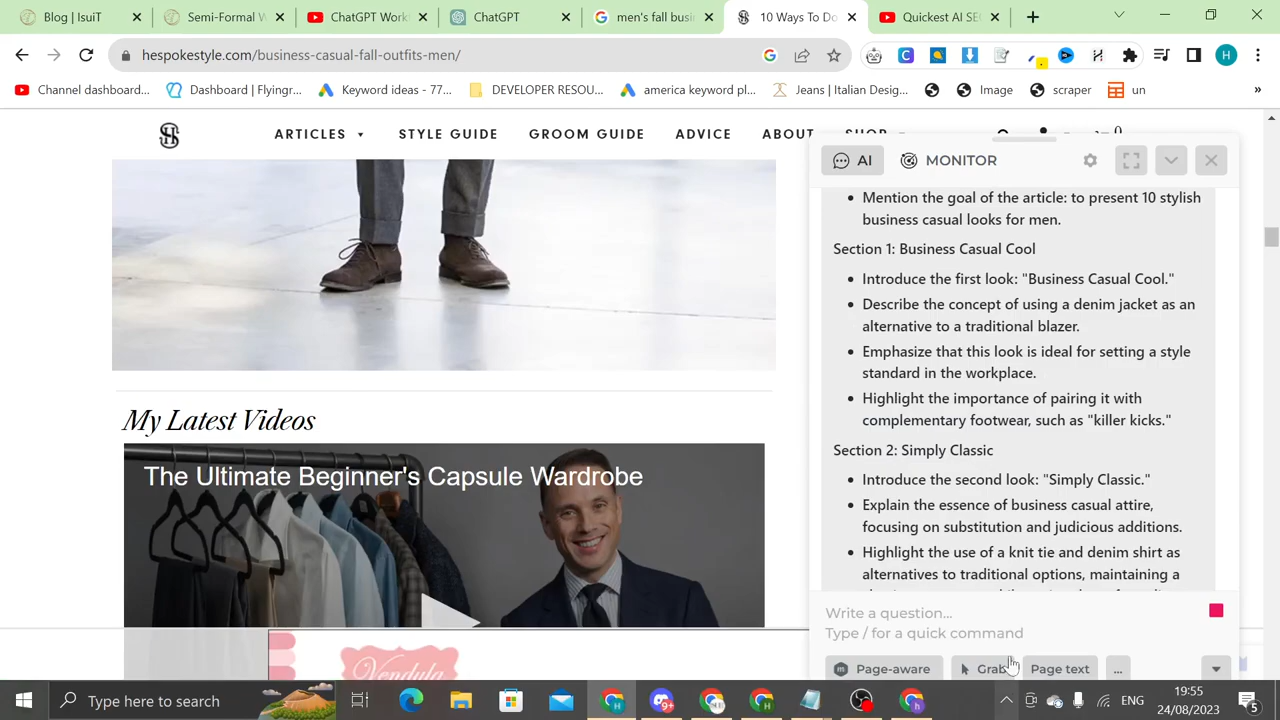 Blog | IsuiT
Semi-Formal W
ChatGPT Work
ChatGPT
men's fall busi
10 Ways To Do
Quickest AI SE
hespokestyle.com/business-casual-fall-outfits-men/
H
Channel dashboard...
Dashboard | Flyingr...
Keyword ideas, 77...
DEVELOPER RESOU...
america keyword pl...
Jeans | Italian Desig...
Image
scraper
un
»
ARTICLES
STYLE GUIDE
GROOM GUIDE
ADVICE
ABOUT
SHOP
0
AI
MONITOR
Mention the goal of the article: to present 10 stylish
business casual looks for men.
Section 1: Business Casual Cool
Introduce the first look: "Business Casual Cool."
Describe the concept of using a denim jacket as an
alternative to a traditional blazer.
Emphasize that this look is ideal for setting a style
standard in the workplace.
Highlight the importance of pairing it with
complementary footwear, such as "killer kicks."
Section 2: Simply Classic
Introduce the second look: "Simply Classic."
Explain the essence of business casual attire,
focusing on substitution and judicious additions.
Highlight the use of a knit tie and denim shirt as
alternatives to traditional options, maintaining a
My Latest Videos
The Ultimate Beginner's Capsule Wardrobe
Write a question...
Type / for a quick command
Page-aware
Grab
Page text
...
Type here to search
ENG
19:55
24/08/2023
5